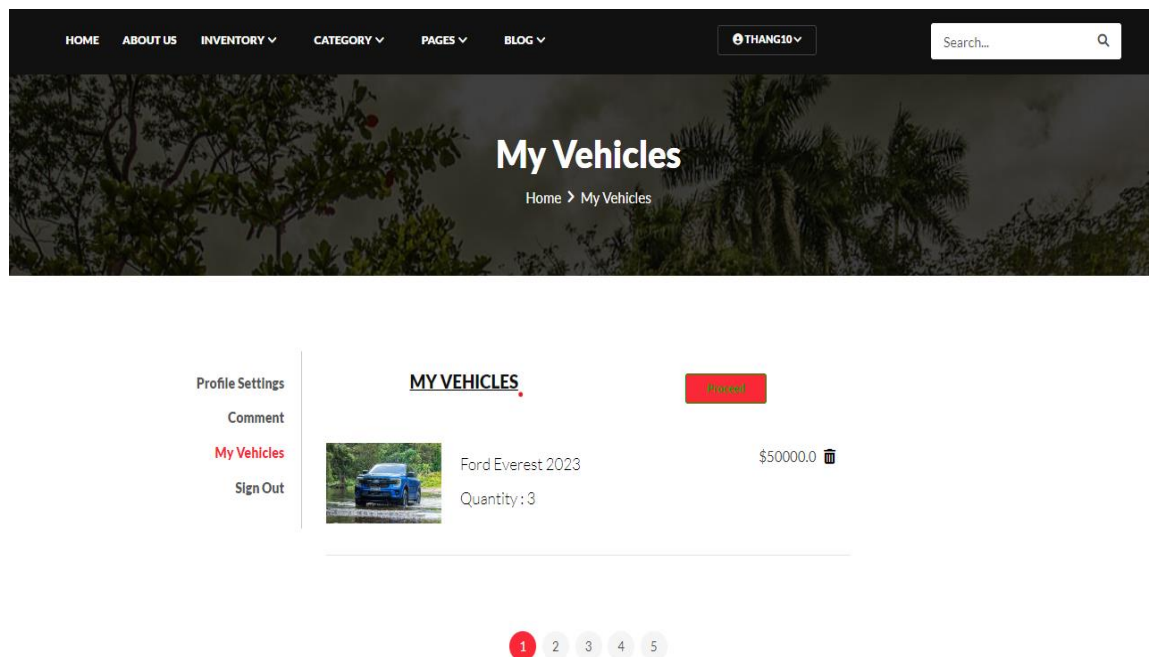 HOME ABOUT US INVENTORY CATEGORY PAGES BLOG THANG10 Search...
My Vehicles
Home > My Vehicles
Profile Settings
Comment
My Vehicles
Sign Out
MY VEHICLES
Proceed
Ford Everest 2023
$50000.0
Quantity : 3
1 2 3 4 5